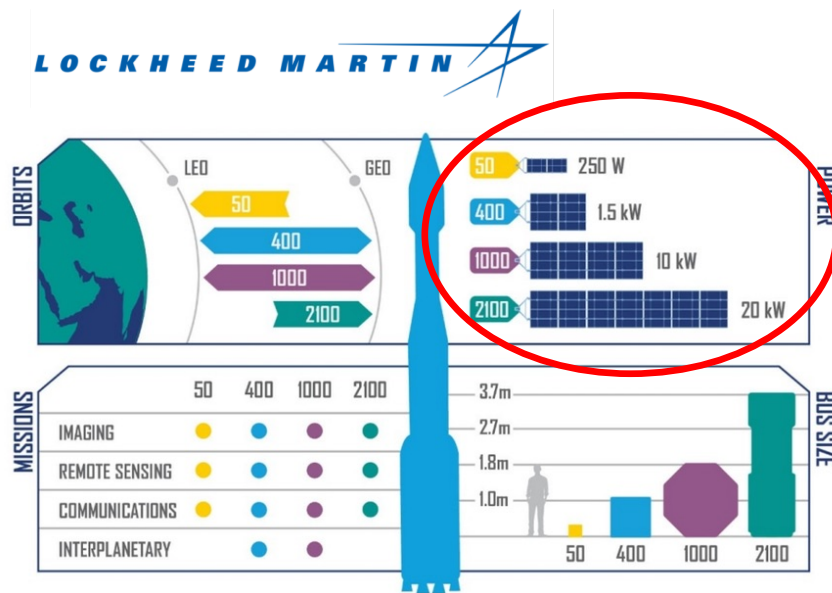 LOCKHEED MARTIN
ORBITS
LEO
GEO
50
400
1000
2100
POWER
50 250 W
400 1.5 kW
1000 10 kW
2100 20 kW
MISSIONS
50 400 1000 2100
IMAGING
REMOTE SENSING
COMMUNICATIONS
INTERPLANETARY
BUS SIZE
3.7m
2.7m
1.8m
1.0m
50 400 1000 2100